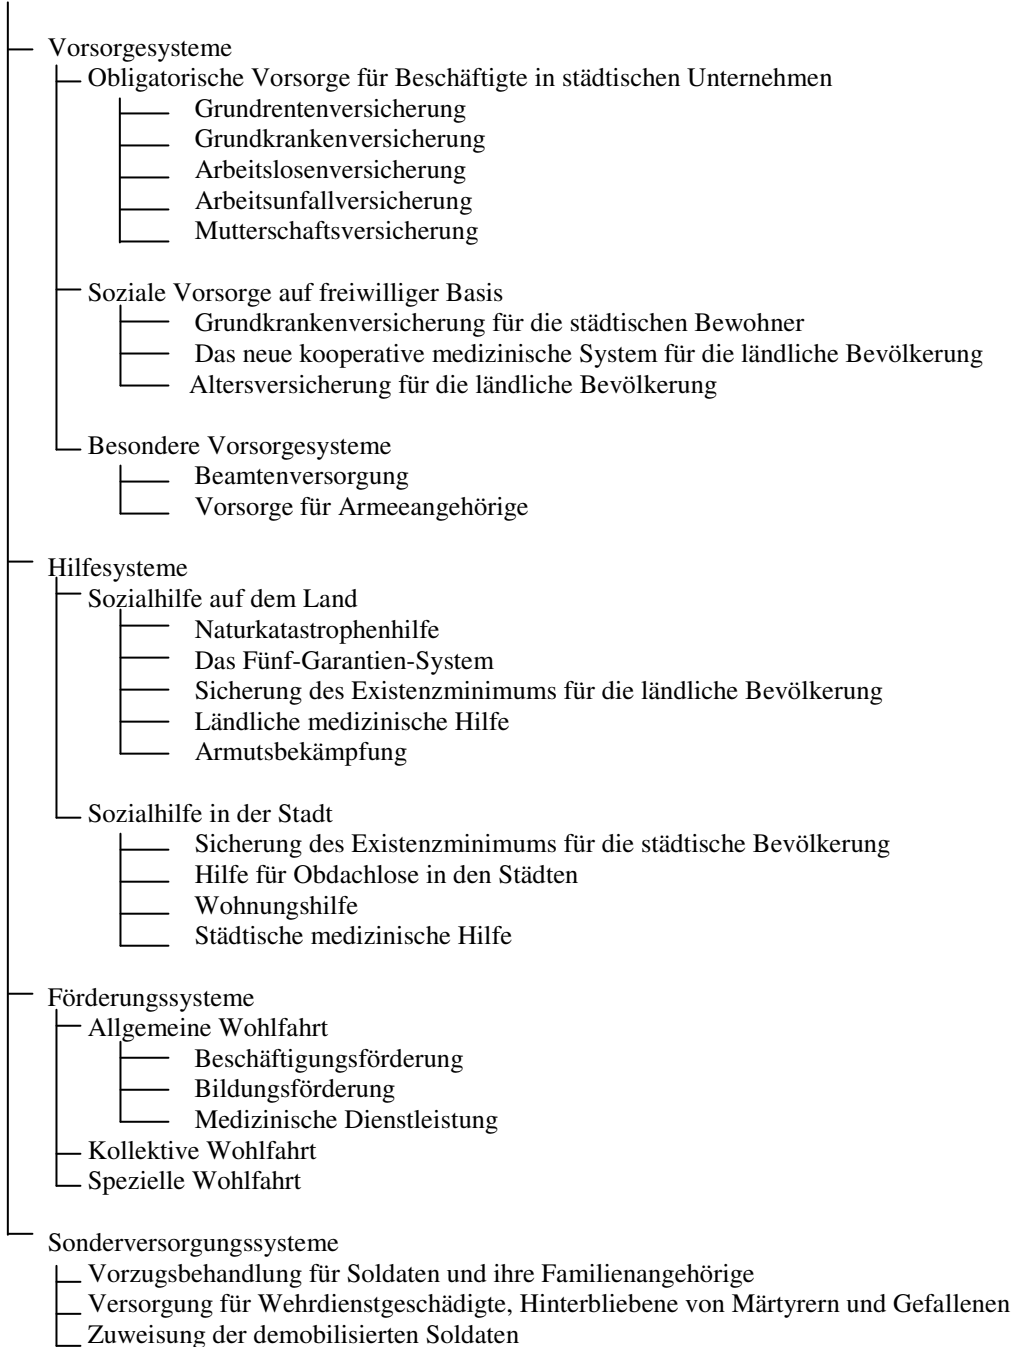 Vorsorgesysteme
Obligatorische Vorsorge für Beschäftigte in städtischen Unternehmen
Grundrentenversicherung
Grundkrankenversicherung
Arbeitslosenversicherung
Arbeitsunfallversicherung
Mutterschaftsversicherung
Soziale Vorsorge auf freiwilliger Basis
Grundkrankenversicherung für die städtischen Bewohner
Das neue kooperative medizinische System für die ländliche Bevölkerung
Altersversicherung für die ländliche Bevölkerung
Besondere Vorsorgesysteme
Beamtenversorgung
Vorsorge für Armeeangehörige
Hilfesysteme
Sozialhilfe auf dem Land
Naturkatastrophenhilfe
Das Fünf-Garantien-System
Sicherung des Existenzminimums für die ländliche Bevölkerung
Ländliche medizinische Hilfe
Armutsbekämpfung
Sozialhilfe in der Stadt
Sicherung des Existenzminimums für die städtische Bevölkerung
Hilfe für Obdachlose in den Städten
Wohnungshilfe
Städtische medizinische Hilfe
Förderungssysteme
Allgemeine Wohlfahrt
Beschäftigungsförderung
Bildungsförderung
Medizinische Dienstleistung
Kollektive Wohlfahrt
Spezielle Wohlfahrt
Sonderversorgungssysteme
Vorzugsbehandlung für Soldaten und ihre Familienangehörige
Versorgung für Wehrdienstgeschädigte, Hinterbliebene von Märtyrern und Gefallenen
Zuweisung der demobilisierten Soldaten